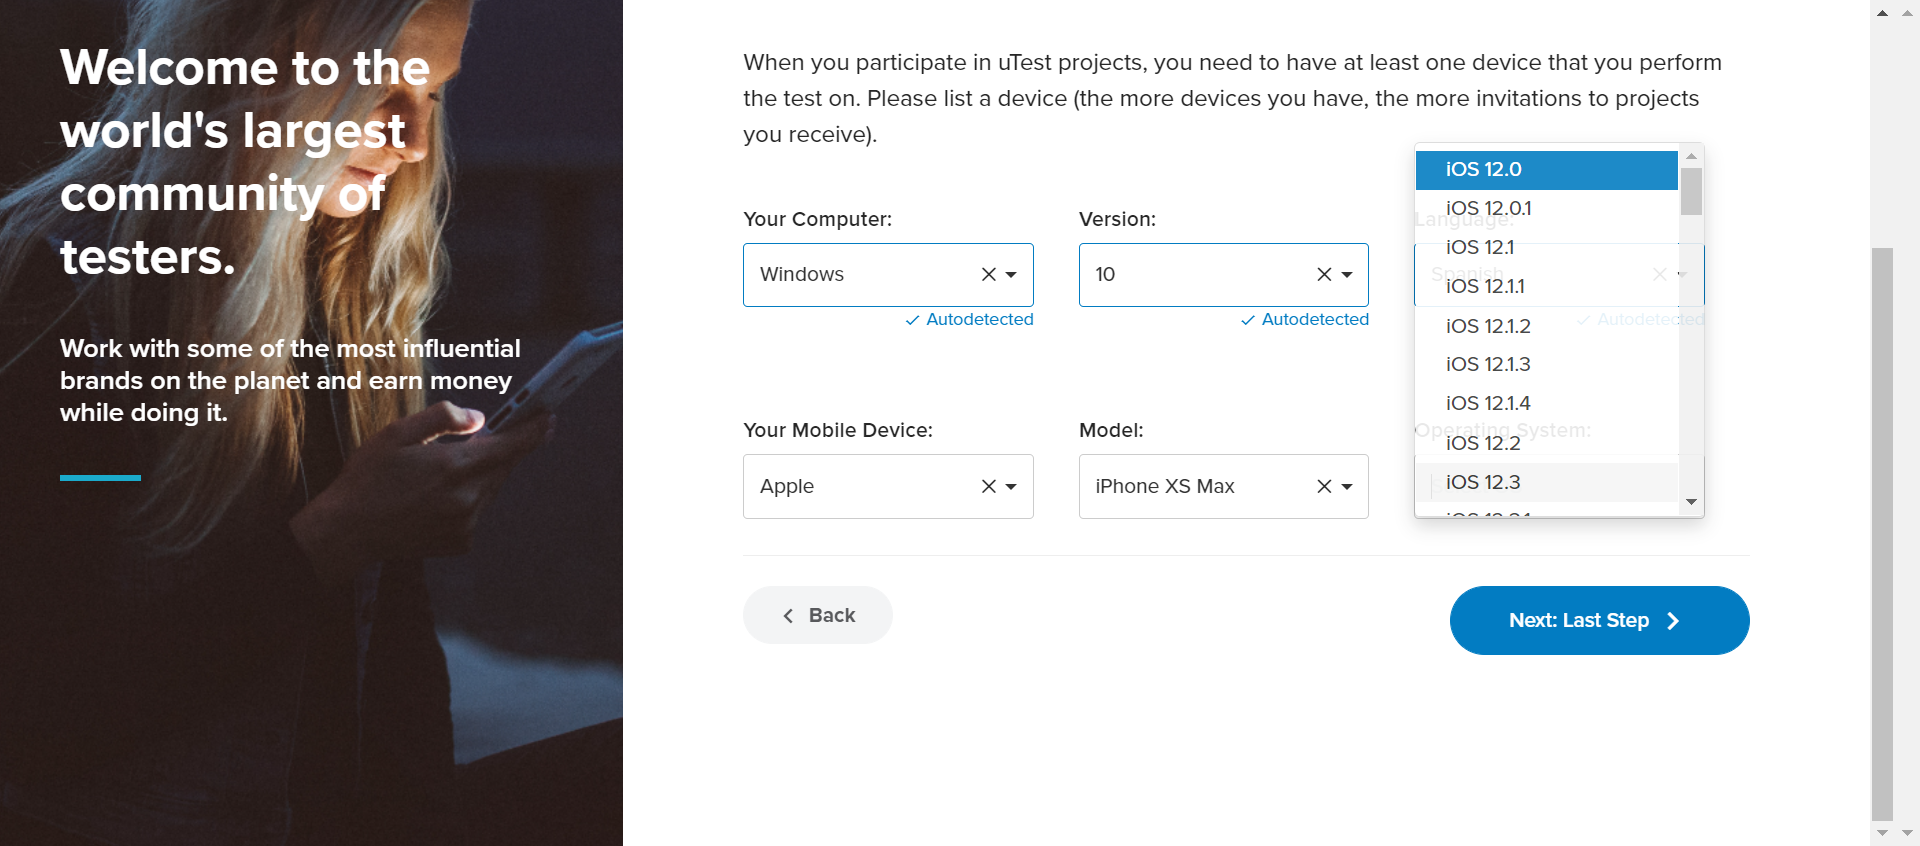 Welcome to the
world's largest
community of
testers.
Work with some of the most influential
brands on the planet and earn money
while doing it.
When you participate in uTest projects, you need to have at least one device that you perform
the test on. Please list a device (the more devices you have, the more invitations to projects
you receive).
Your Computer:
Version:
Language:
Windows
10
Spanish
Autodetected
Autodetected
Autodetected
iOS 12.0
iOS 12.0.1
iOS 12.1
iOS 12.1.1
iOS 12.1.2
iOS 12.1.3
iOS 12.1.4
iOS 12.2
iOS 12.3
Your Mobile Device:
Model:
Operating System:
Apple
iPhone XS Max
Back
Next: Last Step